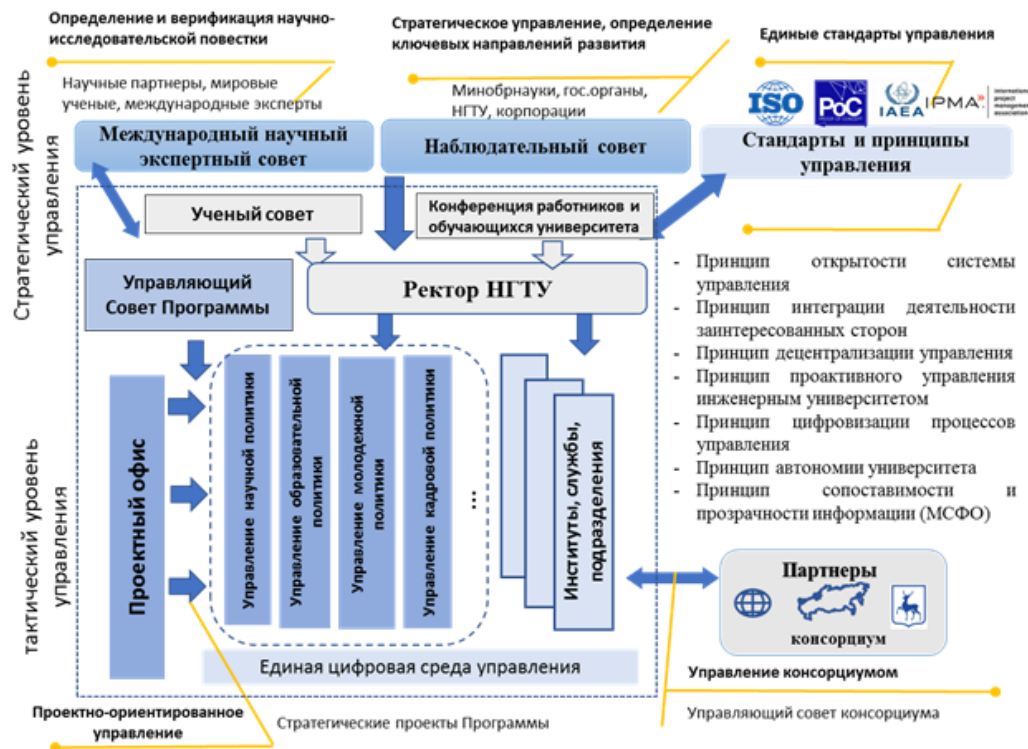 Определение и верификация научно-
исследовательской повестки
Научные партнеры, мировые
ученые, международные эксперты
Стратегическое управление, определение
ключевых направлений развития
Минобрнауки, гос.органы,
НГТУ, корпорации
Единые стандарты управления
ISO
PoC
IAEA
IPMA
international
project
management
association
Стратегический уровень
управления
Международный научный
экспертный совет
Наблюдательный совет
Стандарты и принципы
управления
Ученый совет
Конференция работников и
обучающихся университета
Управляющий
Совет Программы
Ректор НГТУ
- Принцип открытости системы
управления
- Принцип интеграции деятельности
заинтересованных сторон
- Принцип децентрализации управления
- Принцип проактивного управления
инженерным университетом
- Принцип цифровизации процессов
управления
- Принцип автономии университета
- Принцип сопоставимости и
прозрачности информации (МСФО)
тактический уровень
управления
Проектный офис
Управление научной политики
Управление образовательной
политики
Управление молодежной
политики
Управление кадровой политики
...
Институты, службы,
подразделения
Партнеры
консорциум
Единая цифровая среда управления
Управление консорциумом
Управляющий совет консорциума
Проектно-ориентированное
управление
Стратегические проекты Программы